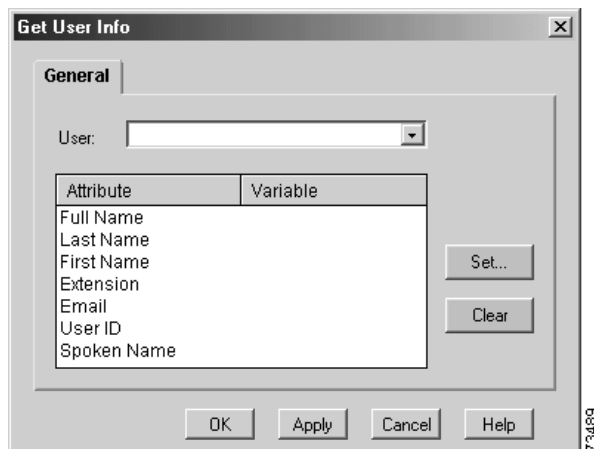 Get User Info
General
User:
Attribute Variable
Full Name
Last Name
First Name
Extension
Email
User ID
Spoken Name
Set...
Clear
OK Apply Cancel Help
73489